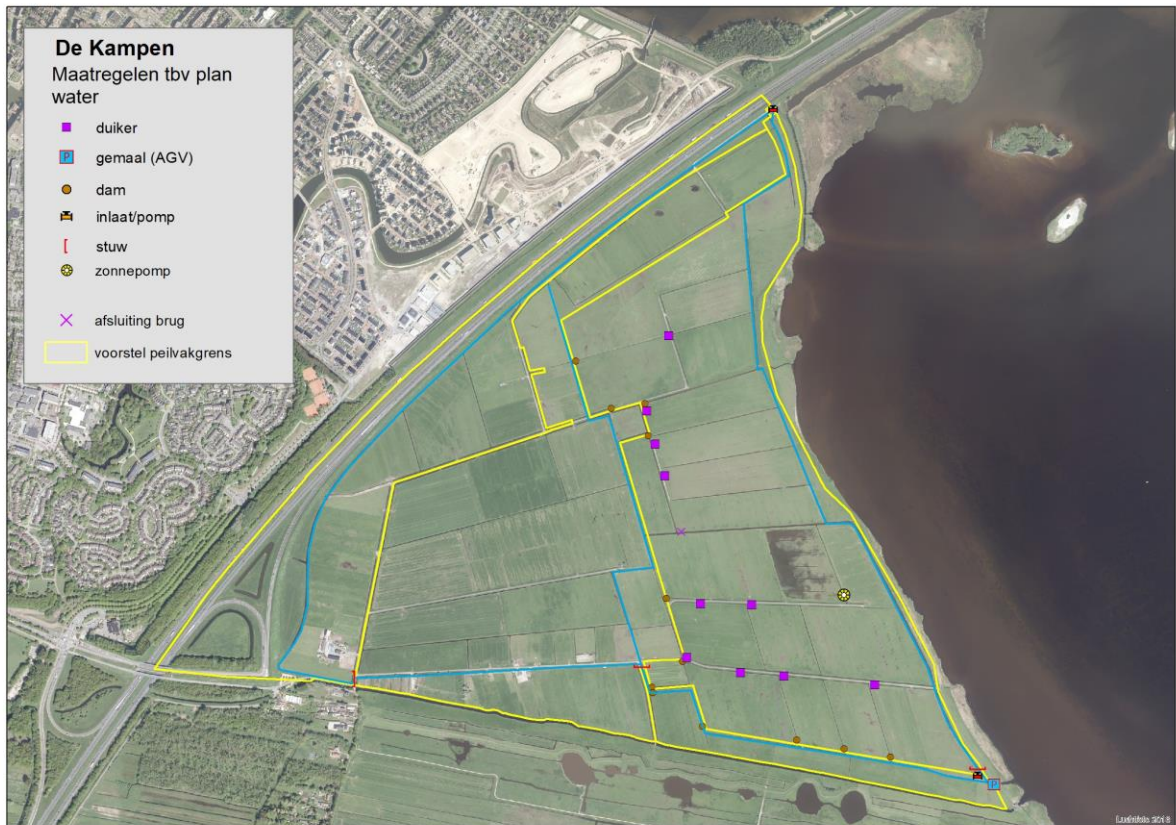 De Kampen
Maatregelen tbv plan
water
duiker
P gemaal (AGV)
dam
inlaat/pomp
stuw
zonnepomp
afsluiting brug
voorstel peilvakgrens
P